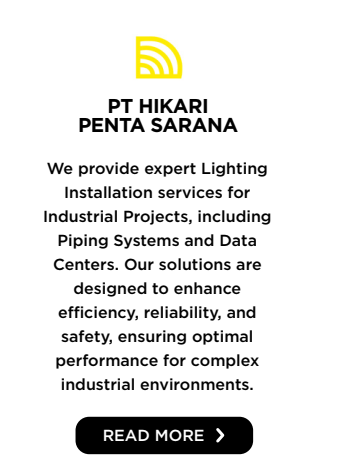 PT HIKARI
PENTA SARANA
We provide expert Lighting
Installation services for
Industrial Projects, including
Piping Systems and Data
Centers. Our solutions are
designed to enhance
efficiency, reliability, and
safety, ensuring optimal
performance for complex
industrial environments.
READ MORE